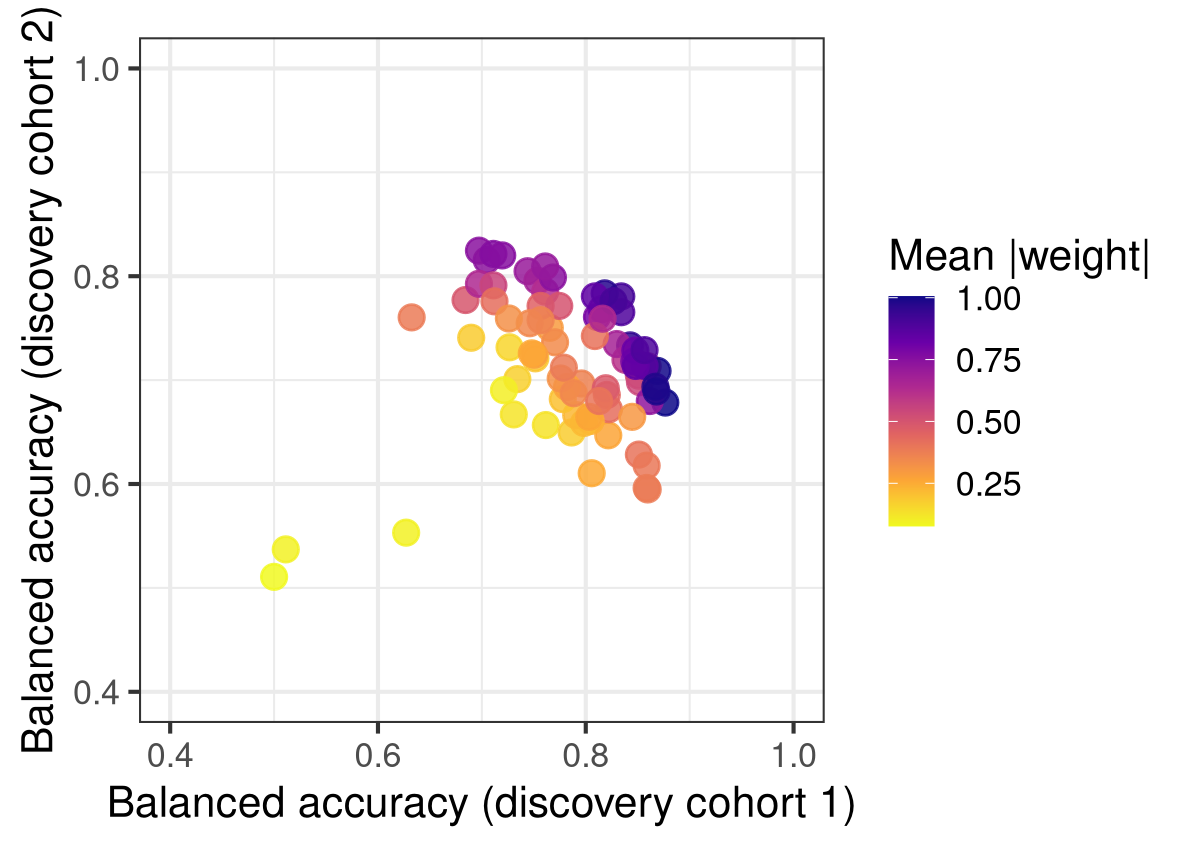 Balanced accuracy (discovery cohort 2)
1.0
0.8
0.6
0.4
0.4 0.6 0.8 1.0
Balanced accuracy (discovery cohort 1)
Mean |weight|
1.00
0.75
0.50
0.25